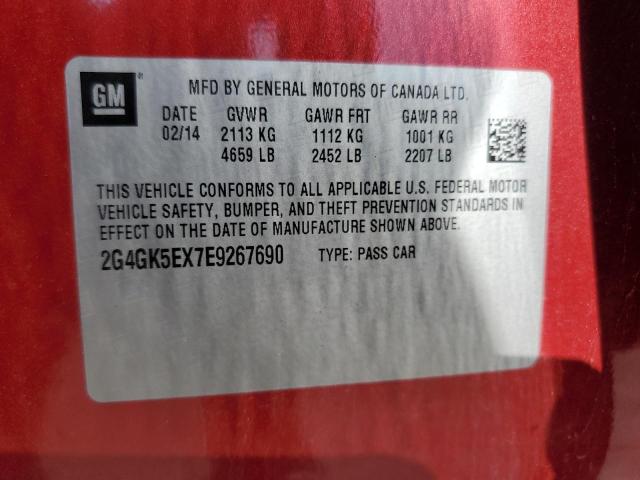 GM
MFD BY GENERAL MOTORS OF CANADA LTD.
DATE GVWR GAWR FRT GAWR RR
02/14 2113 KG 1112 KG 1001 KG
4659 LB 2452 LB 2207 LB
THIS VEHICLE CONFORMS TO ALL APPLICABLE U.S. FEDERAL MOTOR
VEHICLE SAFETY, BUMPER, AND THEFT PREVENTION STANDARDS IN
EFFECT ON THE DATE OF MANUFACTURE SHOWN ABOVE.
2G4GK5EX7E9267690 TYPE: PASS CAR